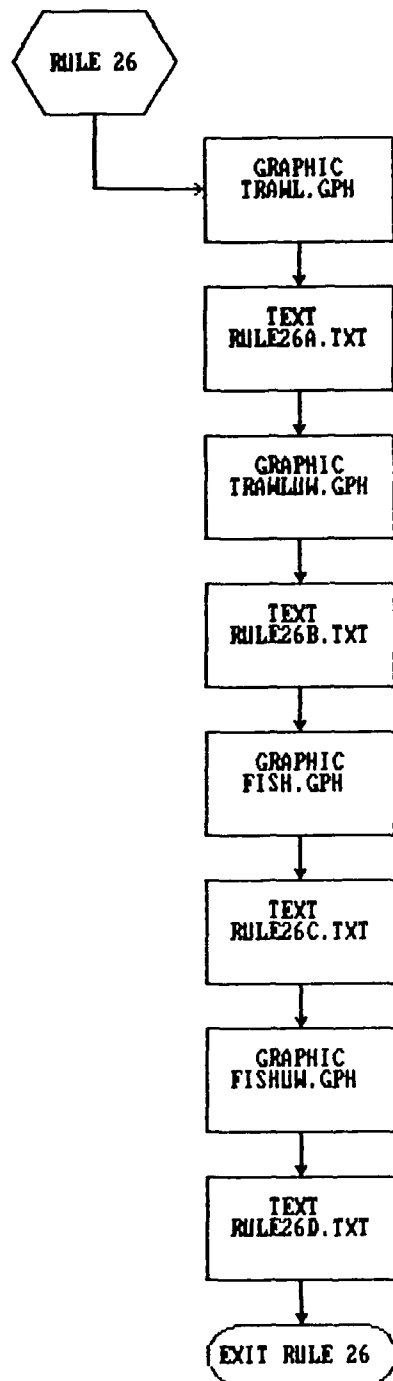 RULE 26
GRAPHIC
TRAWL.GPH
TEXT
RULE26A.TXT
GRAPHIC
TRAWLUW.GPH
TEXT
RULE26B.TXT
GRAPHIC
FISH.GPH
TEXT
RULE26C.TXT
GRAPHIC
FISHUW.GPH
TEXT
RULE26D.TXT
EXIT RULE 26